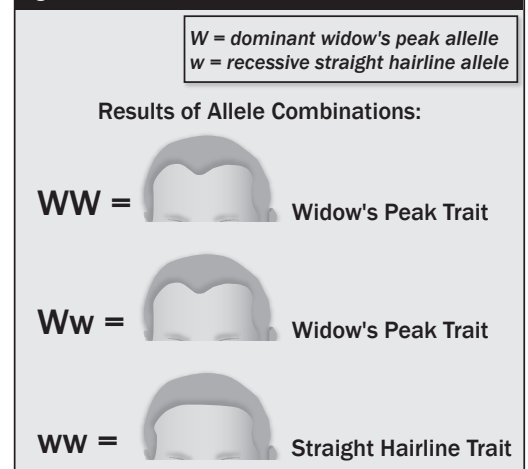 W = dominant widow's peak allelle
w = recessive straight hairline allele
Results of Allele Combinations:
WW =
Widow's Peak Trait
Ww =
Widow's Peak Trait
ww =
Straight Hairline Trait